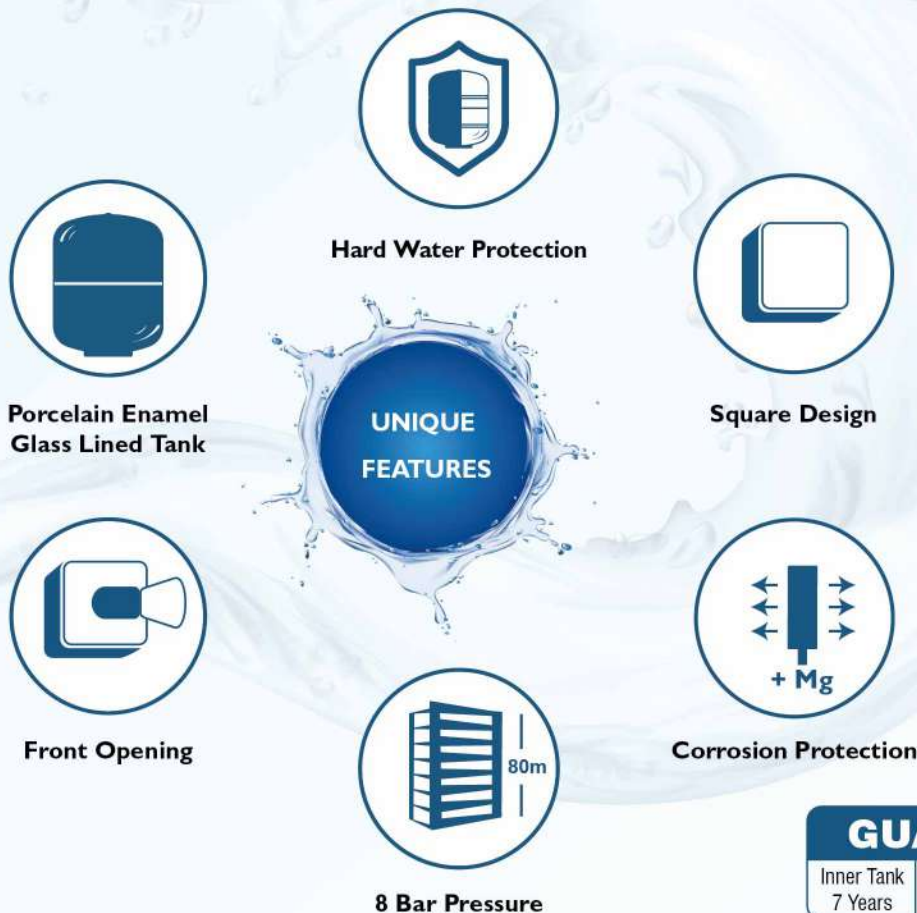 Hard Water Protection
Porcelain Enamel
Glass Lined Tank
UNIQUE
FEATURES
Square Design
Front Opening
+ Mg
Corrosion Protection
80m
8 Bar Pressure
Inner Tank
7 Years